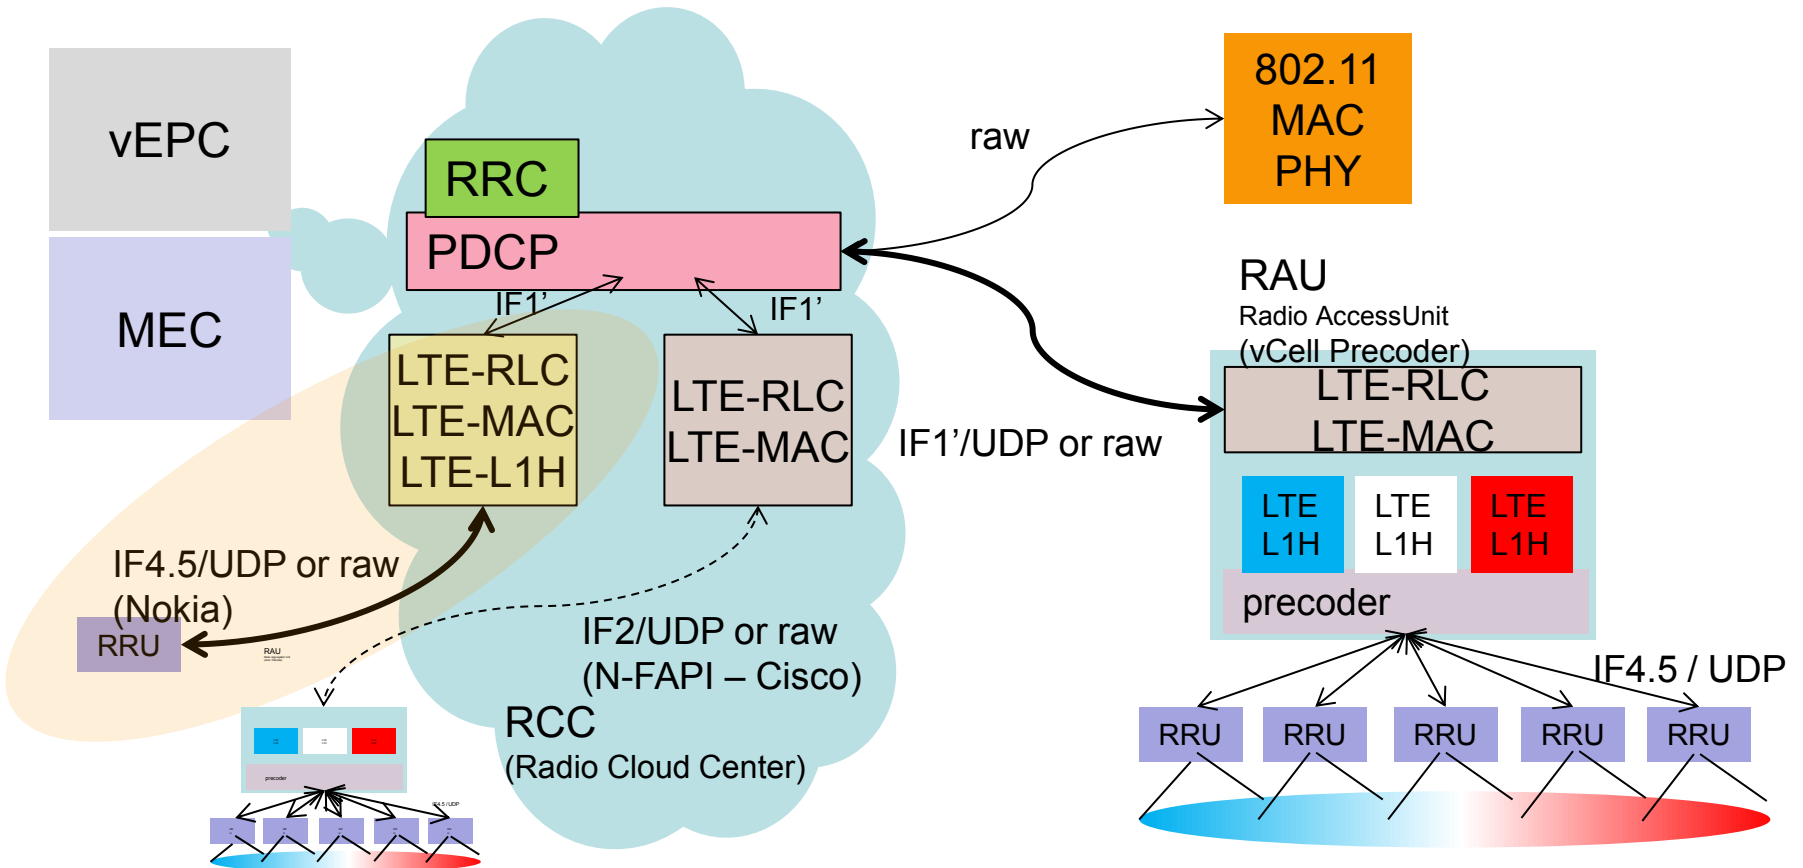 vEPC
MEC
RRC
PDCP
IF1’
IF1’
LTE-RLC
LTE-MAC
LTE-L1H
LTE-RLC
LTE-MAC
raw
802.11
MAC
PHY
RAU
Radio AccessUnit
(vCell Precoder)
LTE-RLC
LTE-MAC
IF1’/UDP or raw
LTE
L1H
LTE
L1H
LTE
L1H
precoder
IF4.5 / UDP
RRU
RRU
RRU
RRU
RRU
IF4.5/UDP or raw
(Nokia)
RRU
IF2/UDP or raw
(N-FAPI – Cisco)
RCC
(Radio Cloud Center)
RAU
precoder
IF4.5 / UDP